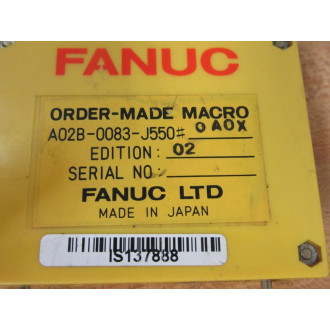 FANUC
ORDER-MADE MACRO
A02B-0083-J550# 0A0X
EDITION: 02
SERIAL NO:
FANUC LTD
MADE IN JAPAN
IS137888